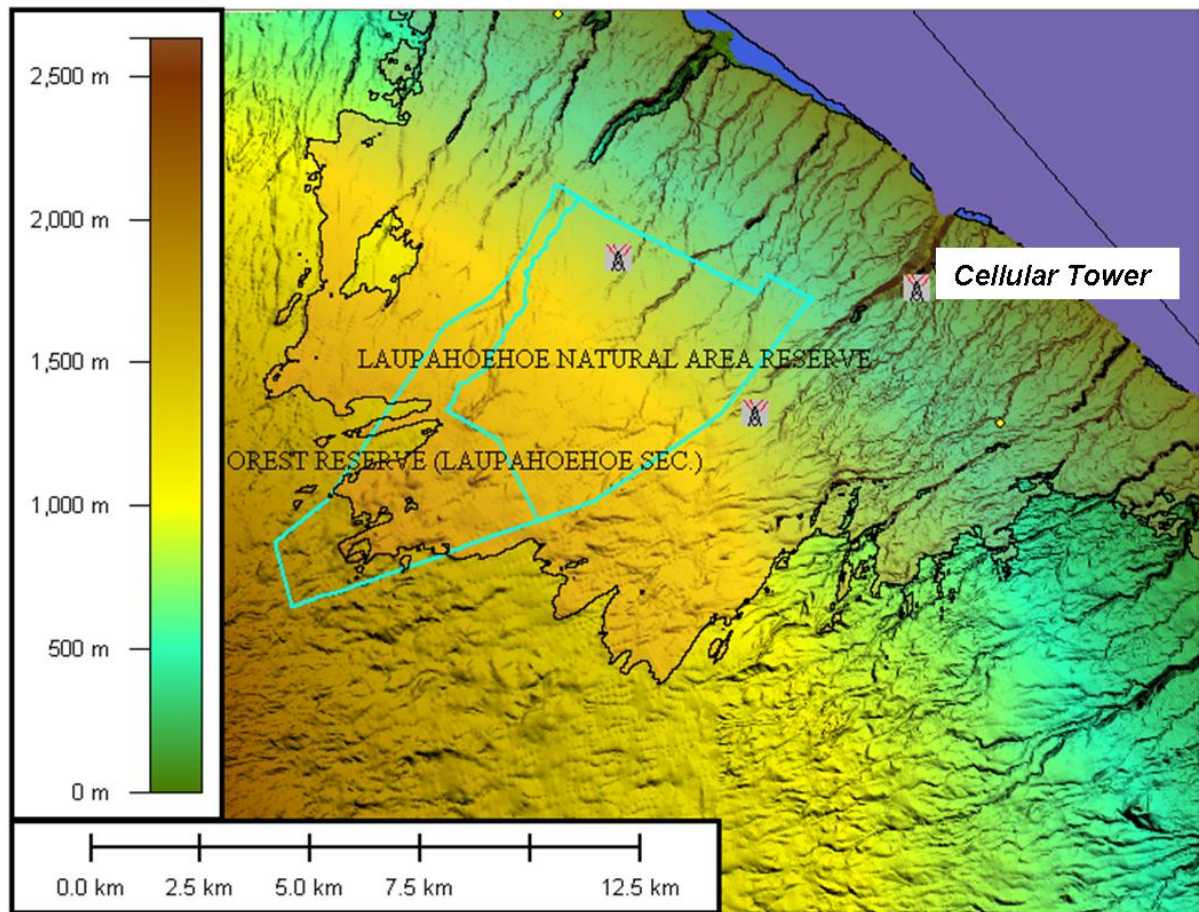 2,500 m
2,000 m
1,500 m
1,000 m
500 m
0 m
Cellular Tower
LAUPAHOEHOE NATURAL AREA RESERVE
OREST RESERVE (LAUPAHOEHOE SEC.)
0.0 km 2.5 km 5.0 km 7.5 km 12.5 km